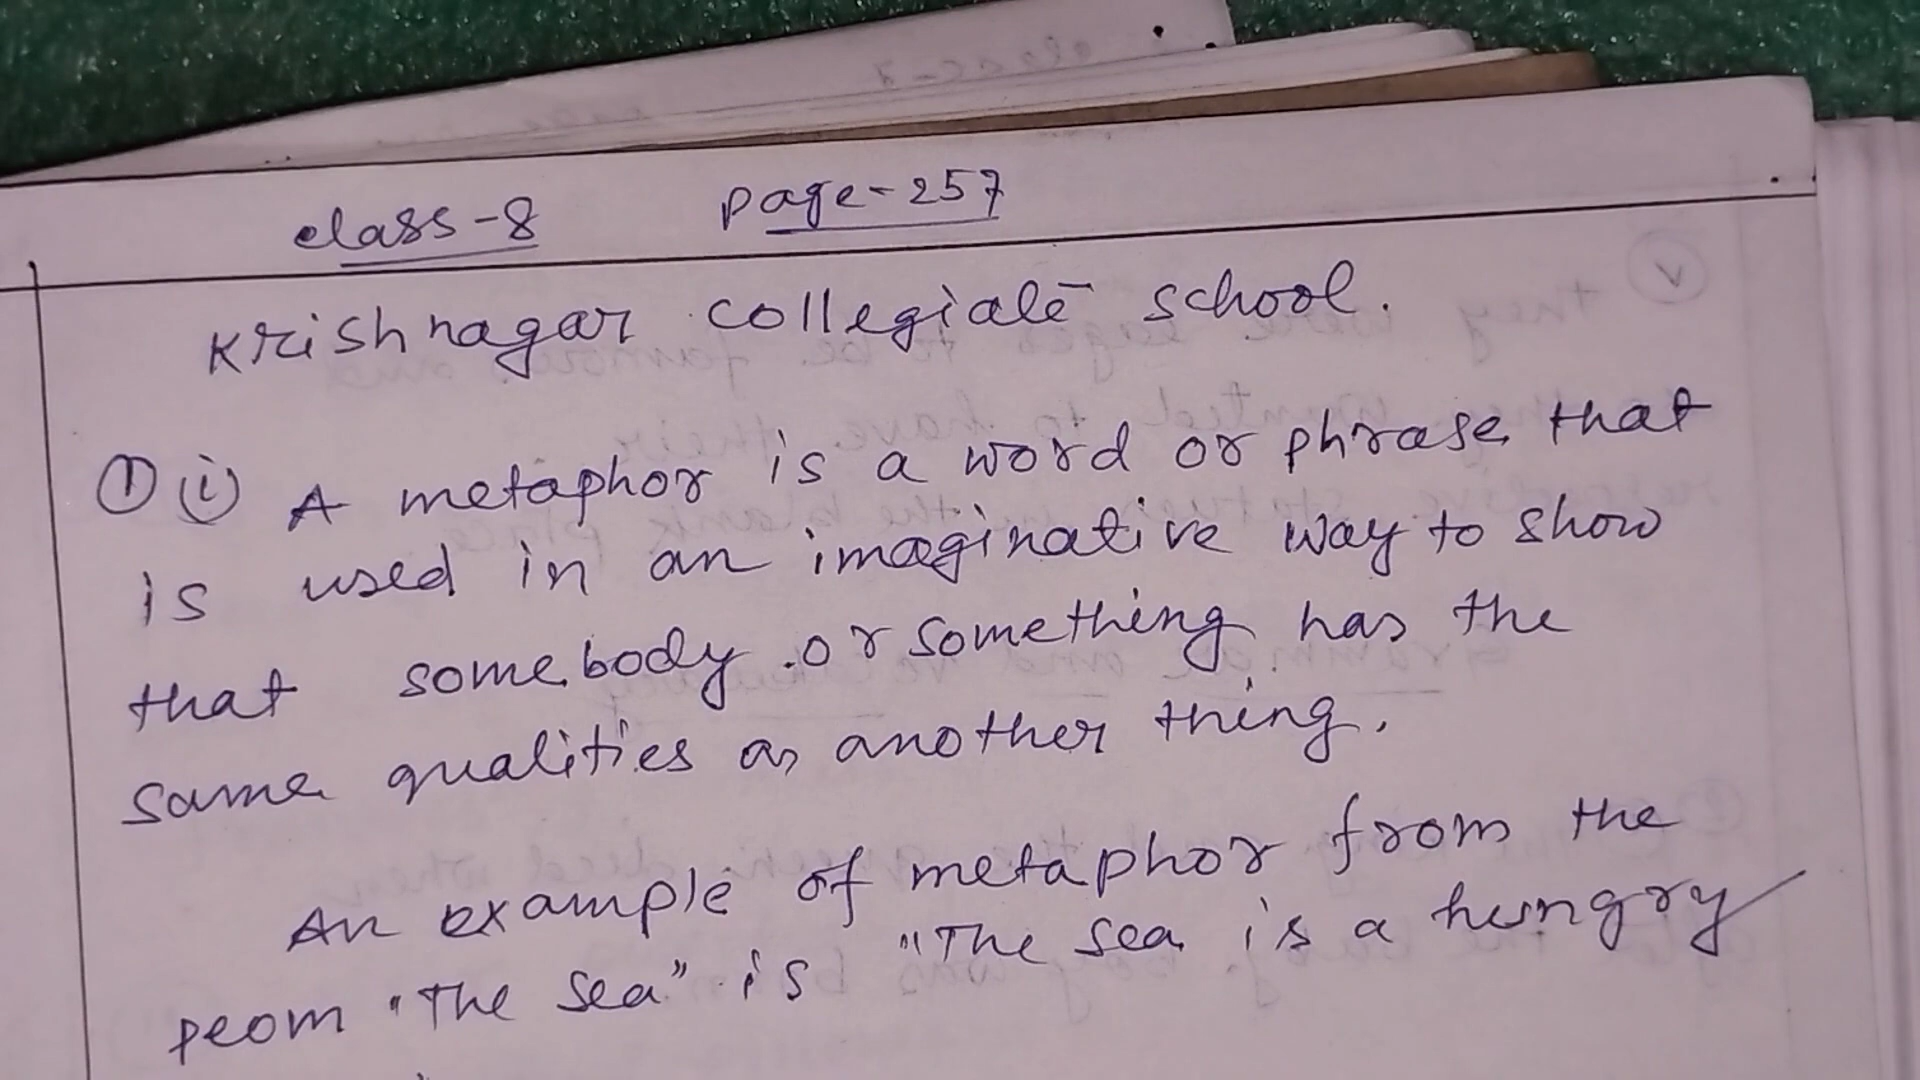 class-8 page-257
Krishnagar collegiate school.
① (i) A metaphor is a word or phrase that
is used in an imaginative way to show
that somebody or something has the
same qualities as another thing.
An example of metaphor from the
peom "The Sea" is "The sea is a hungry